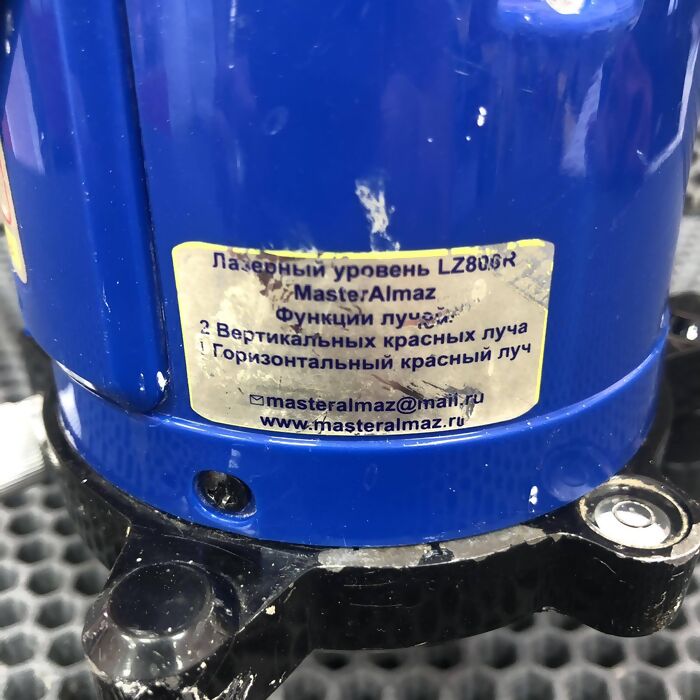 Лазерный уровень LZ806R
MasterAlmaz
Функции лучей:
2 Вертикальных красных луча
1 Горизонтальный красный луч
masteralmaz@mail.ru
www.masteralmaz.ru